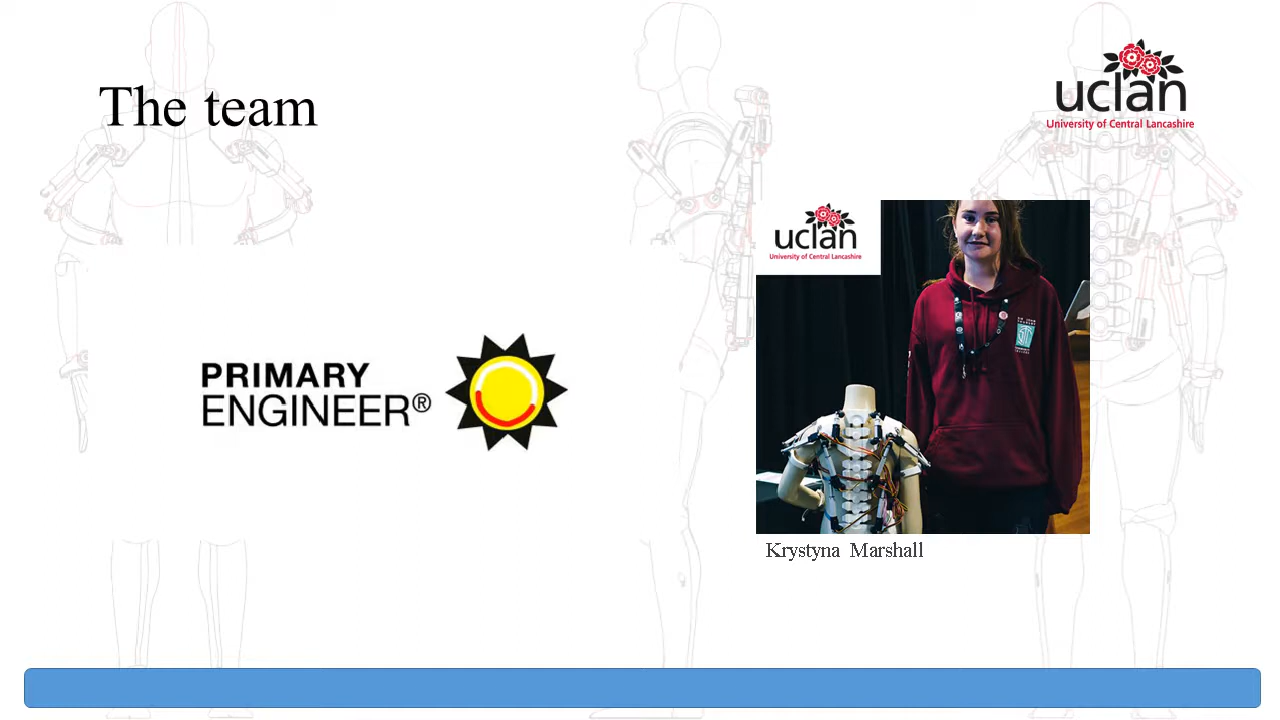 The team
uclan
University of Central Lancashire
PRIMARY
ENGINEER®
uclan
University of Central Lancashire
Krystyna Marshall